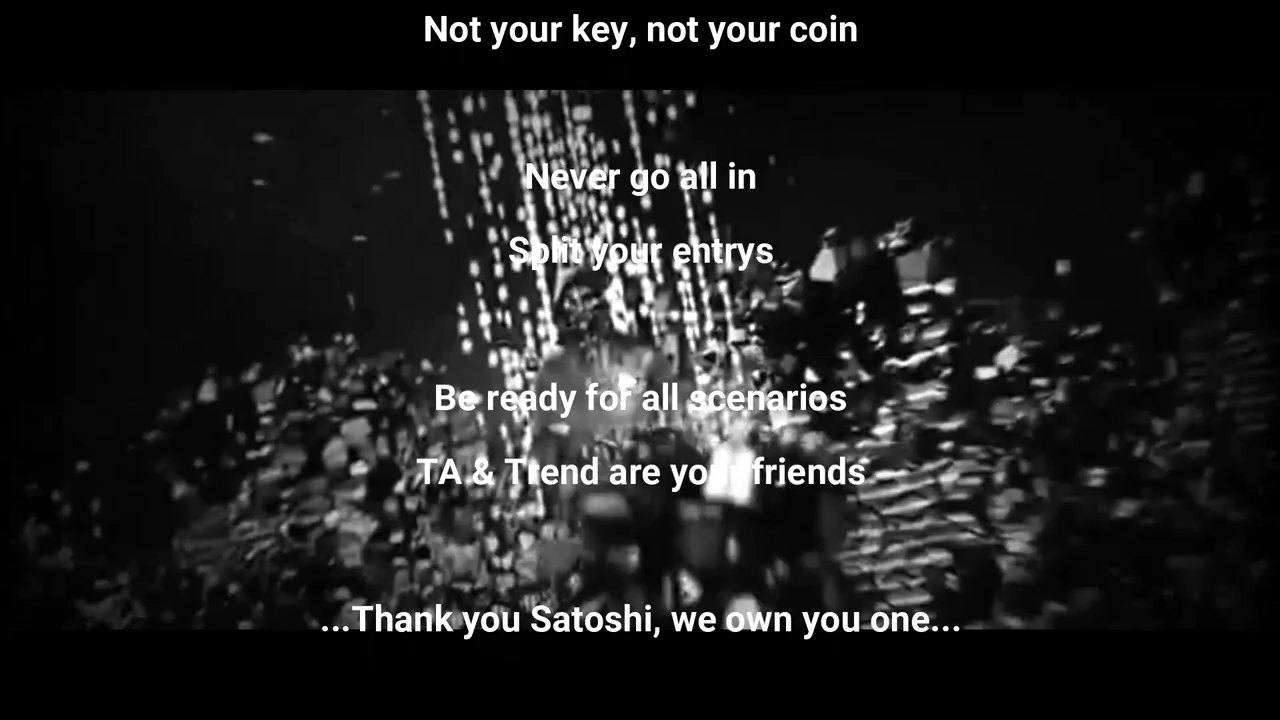 Not your key, not your coin
Never go all in
Split your entrys
Be ready for all scenarios
TA & Trend are your friends
...Thank you Satoshi, we own you one...